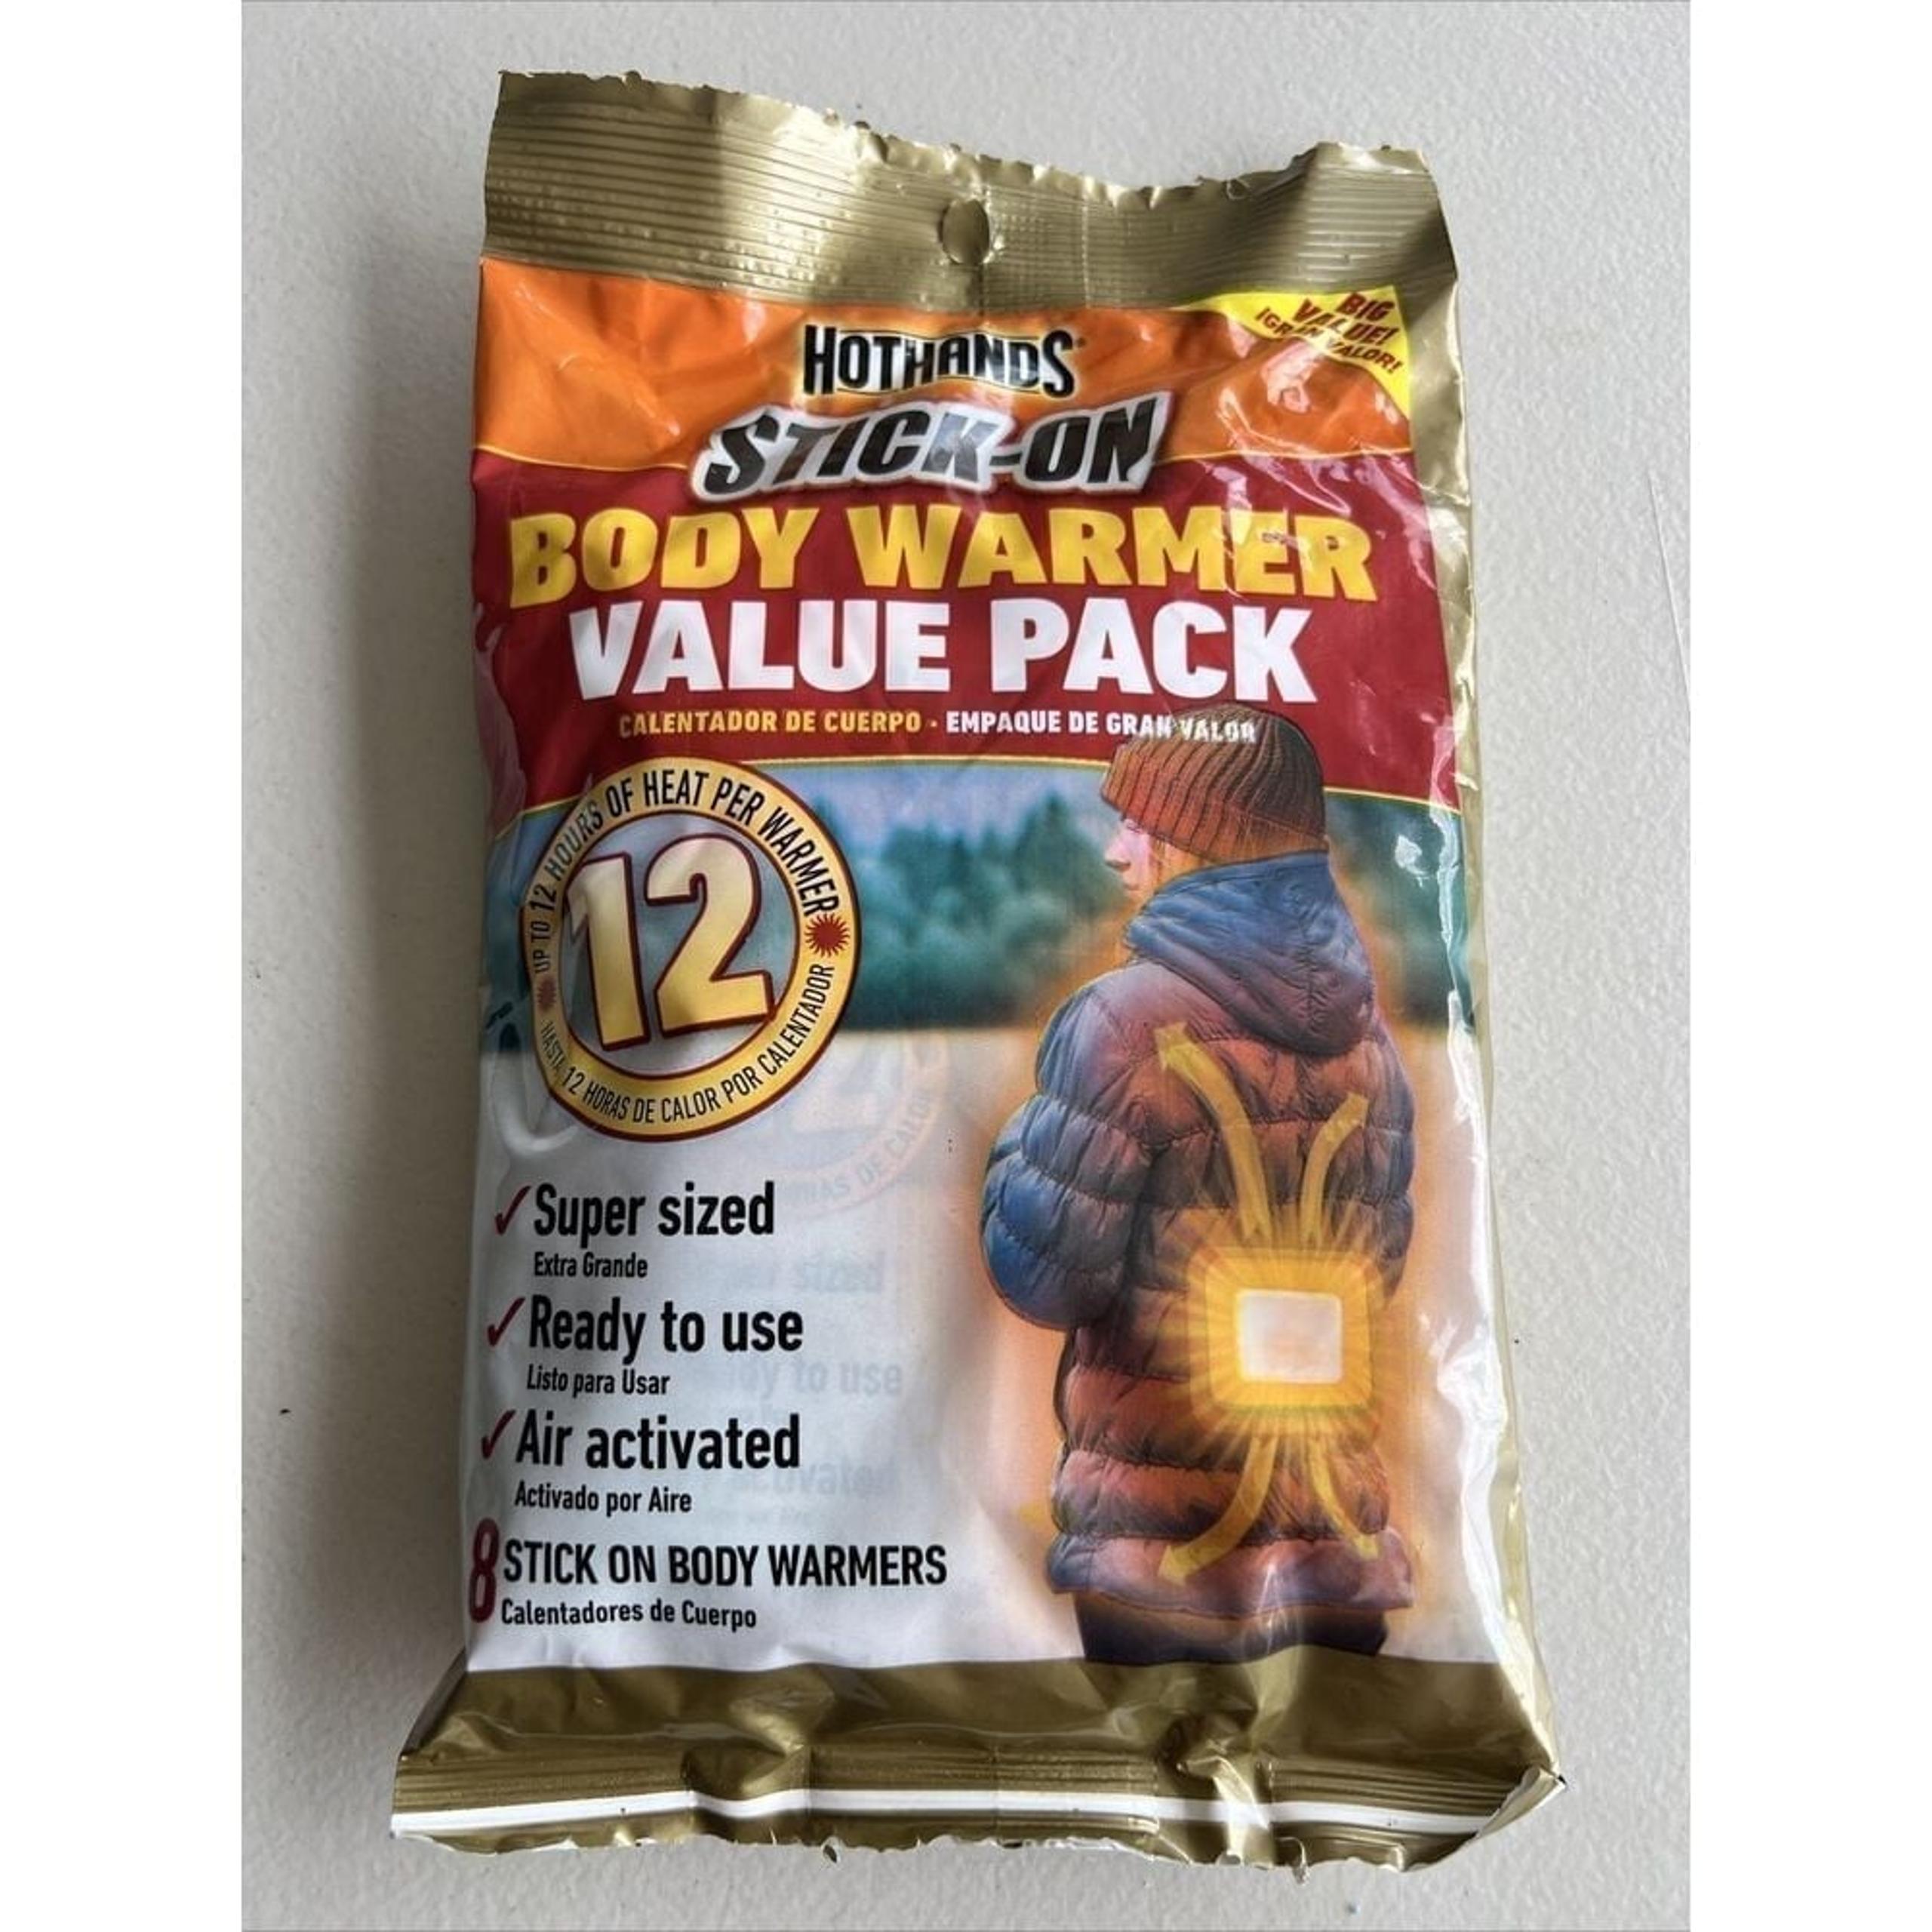 BIG
VALUE!
¡GRAN VALOR!
HOTHANDS®
STICK-ON
BODY WARMER
VALUE PACK
CALENTADOR DE CUERPO • EMPAQUE DE GRAN VALOR
UP TO 12 HOURS OF HEAT PER WARMER
12
HASTA 12 HORAS DE CALOR POR CALENTADOR
✓ Super sized
Extra Grande
✓ Ready to use
Listo para Usar
✓ Air activated
Activado por Aire
8 STICK ON BODY WARMERS
Calentadores de Cuerpo